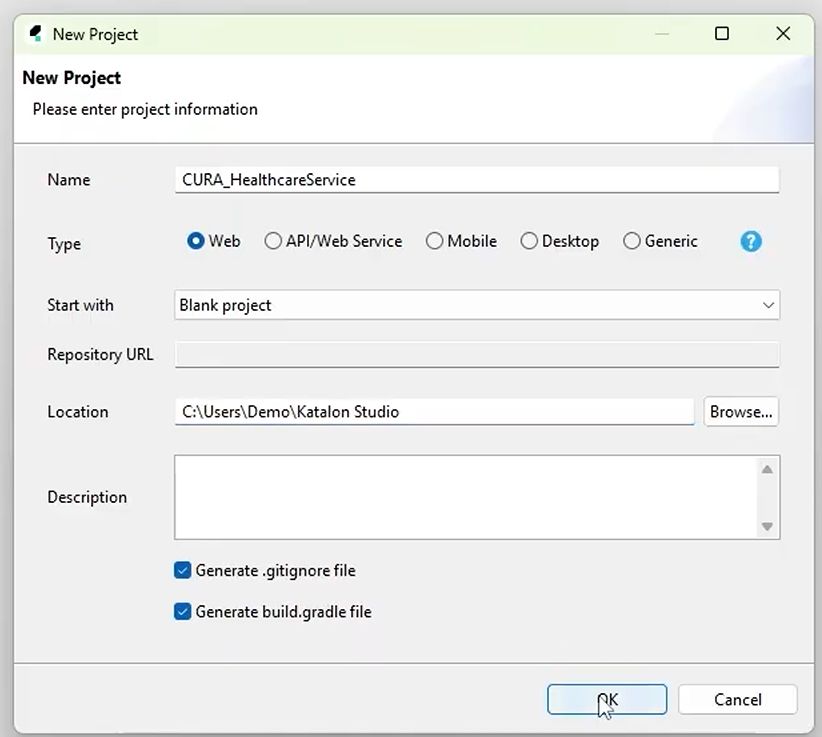 New Project
New Project
Please enter project information
Name CURA_HealthcareService
Type Web API/Web Service Mobile Desktop Generic ?
Start with Blank project
Repository URL
Location C:\Users\Demo\Katalon Studio Browse...
Description
Generate .gitignore file
Generate build.gradle file
OK Cancel